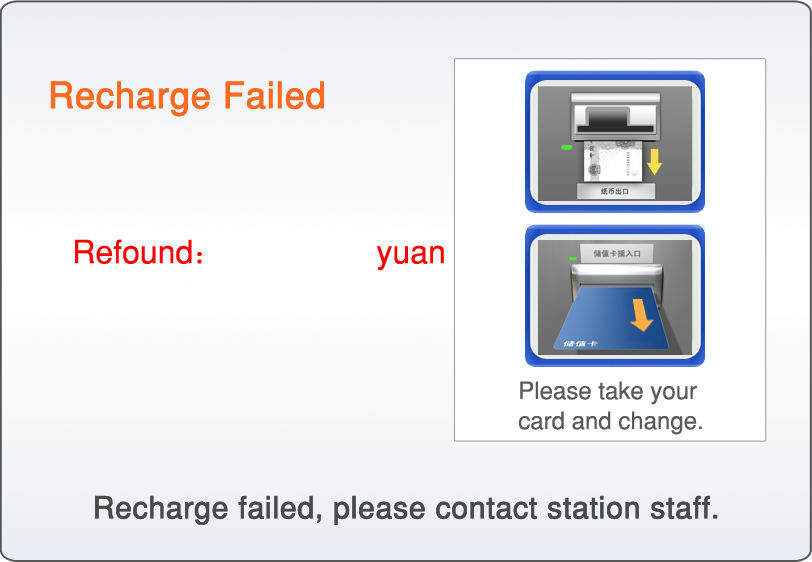 Recharge Failed
Refound： yuan
纸币出口
储值卡插入口
储值卡
Please take your
card and change.
Recharge failed, please contact station staff.